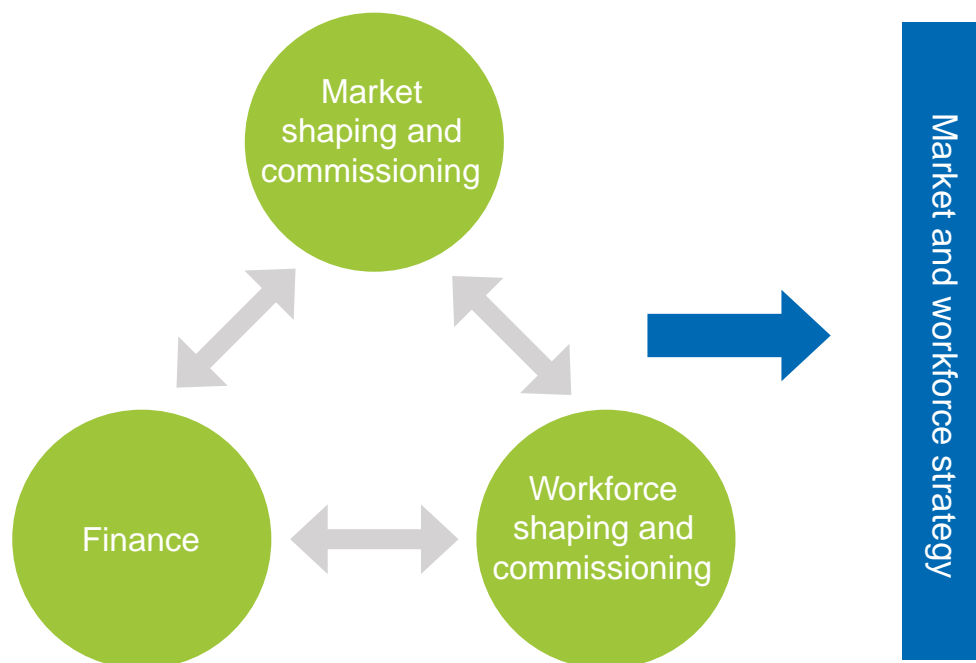 Market
shaping and
commissioning
Finance
Workforce
shaping and
commissioning
Market and workforce strategy